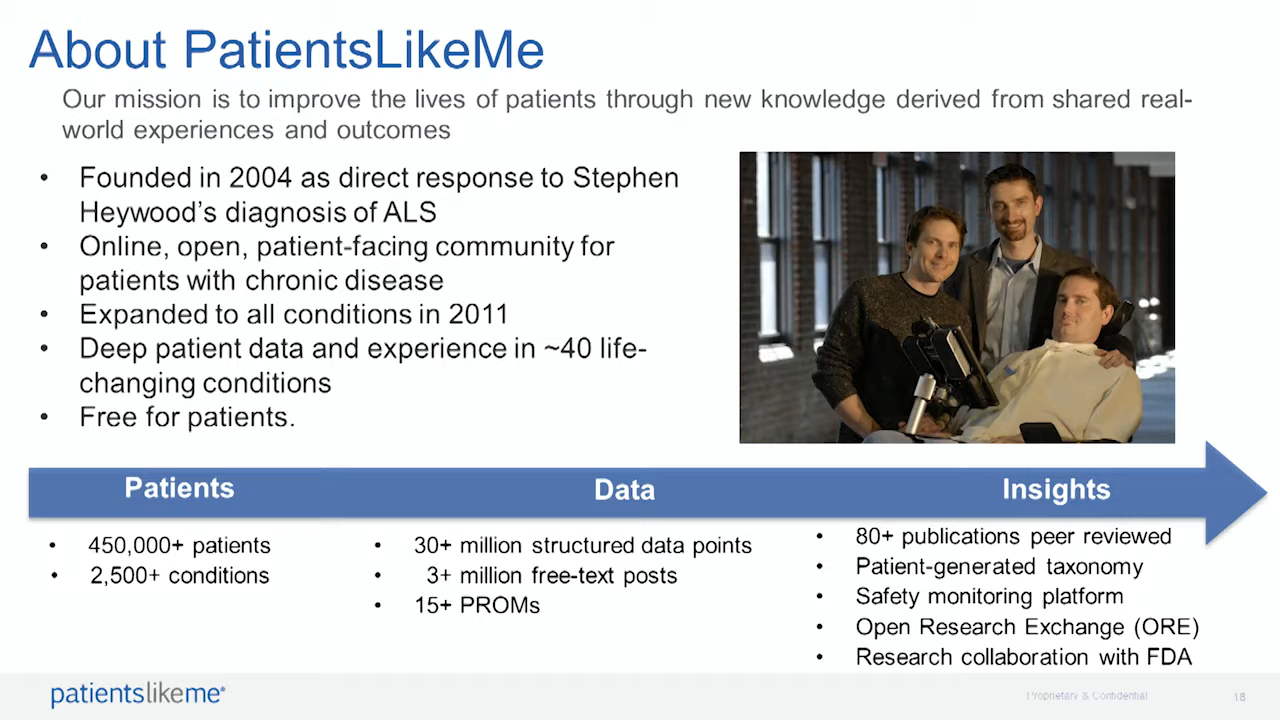 About PatientsLikeMe
Our mission is to improve the lives of patients through new knowledge derived from shared real-
world experiences and outcomes
• Founded in 2004 as direct response to Stephen
Heywood’s diagnosis of ALS
• Online, open, patient-facing community for
patients with chronic disease
• Expanded to all conditions in 2011
• Deep patient data and experience in ~40 life-
changing conditions
• Free for patients.
Patients
Data
Insights
• 450,000+ patients
• 2,500+ conditions
• 30+ million structured data points
• 3+ million free-text posts
• 15+ PROMs
• 80+ publications peer reviewed
• Patient-generated taxonomy
• Safety monitoring platform
• Open Research Exchange (ORE)
• Research collaboration with FDA
patientslikeme®
Proprietary & Confidential
18